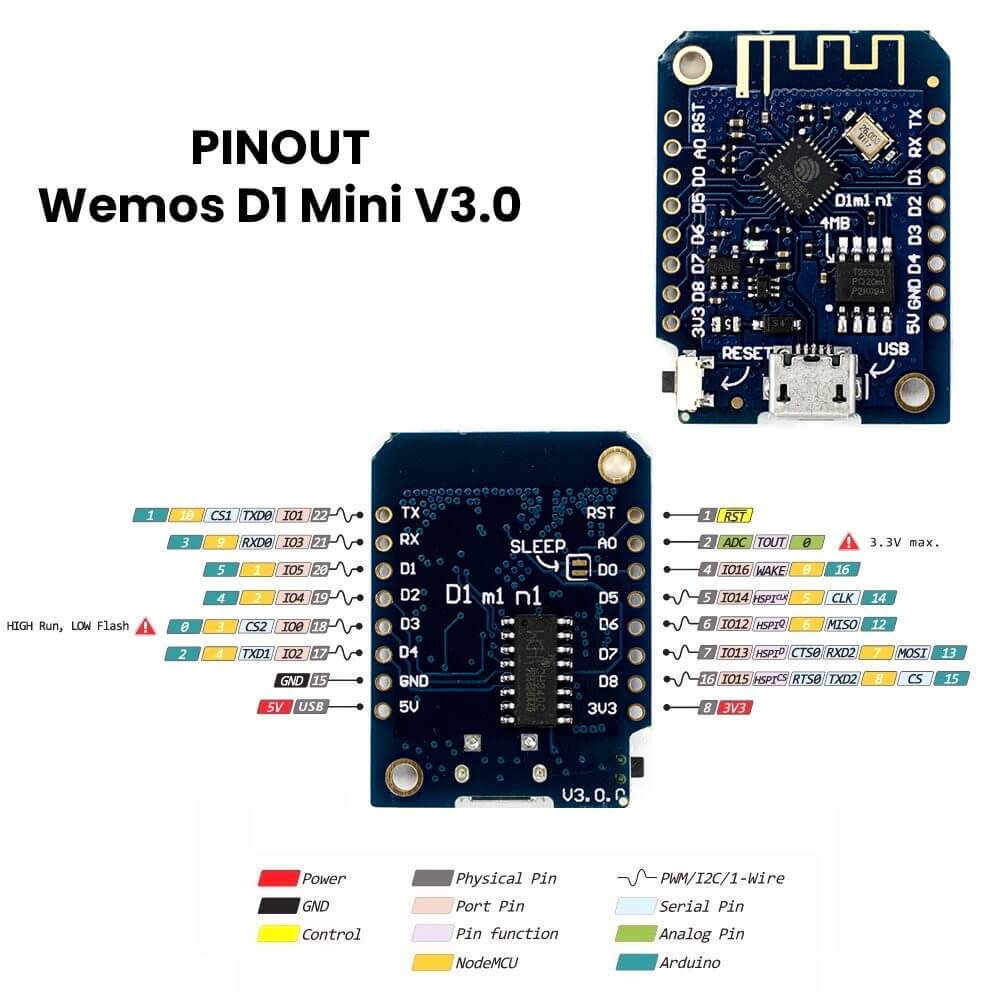 PINOUT
Wemos D1 Mini V3.0
RST TX
A0 RX
D0 D1
D5 D2
D6 D3
D7 D4
D8 GND
3V3 5V
26.000
D1m1 n1
4MB
T25S32
RESET
USB
1 10 CS1 TXD0 IO1 22 TX RST 1 RST
3 9 RXD0 IO3 21 RX A0 2 ADC TOUT 0 3.3V max.
SLEEP
5 1 IO5 20 D1 D0 4 IO16 WAKE 0 16
4 2 IO4 19 D2 D1 m1 n1 D5 5 IO14 HSPICLK 5 CLK 14
HIGH Run, LOW Flash 0 3 CS2 IO0 18 D3 D6 6 IO12 HSPIQ 6 MISO 12
2 4 TXD1 IO2 17 D4 D7 7 IO13 HSPID CTS0 RXD2 7 MOSI 13
GND 15 GND D8 16 IO15 HSPICS RTS0 TXD2 8 CS 15
5V USB 5V 3V3 8 3V3
V3.0.0
Power Physical Pin PWM/I2C/1-Wire
GND Port Pin Serial Pin
Control Pin function Analog Pin
NodeMCU Arduino